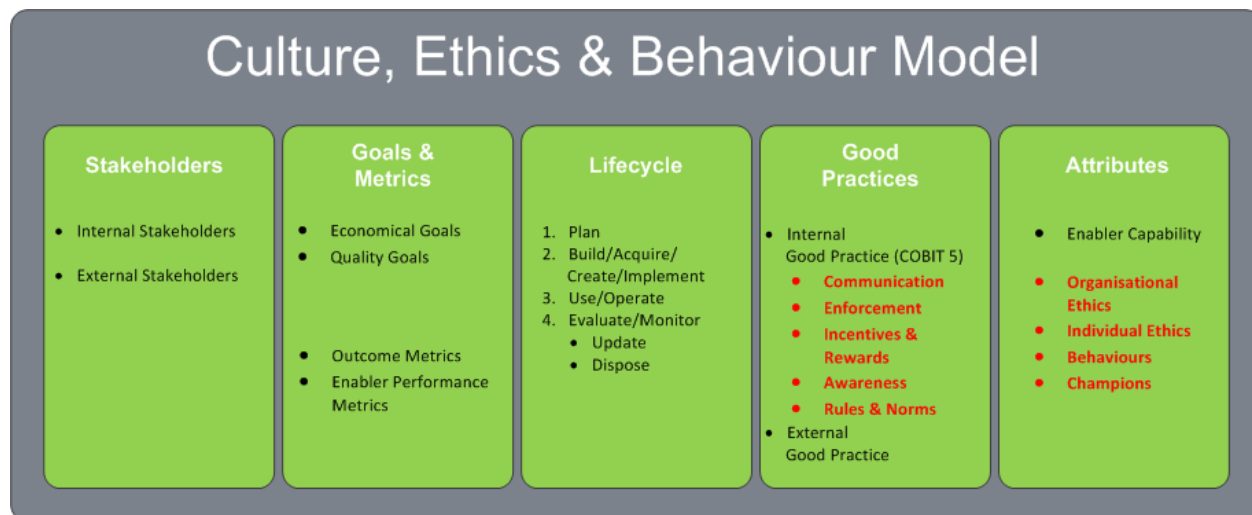 Culture, Ethics & Behaviour Model
Stakeholders
• Internal Stakeholders
• External Stakeholders
Goals &
Metrics
• Economical Goals
• Quality Goals
• Outcome Metrics
• Enabler Performance
Metrics
Lifecycle
1. Plan
2. Build/Acquire/
Create/Implement
3. Use/Operate
4. Evaluate/Monitor
• Update
• Dispose
Good
Practices
• Internal
Good Practice (COBIT 5)
• Communication
• Enforcement
• Incentives &
Rewards
• Awareness
• Rules & Norms
• External
Good Practice
Attributes
• Enabler Capability
• Organisational
Ethics
• Individual Ethics
• Behaviours
• Champions